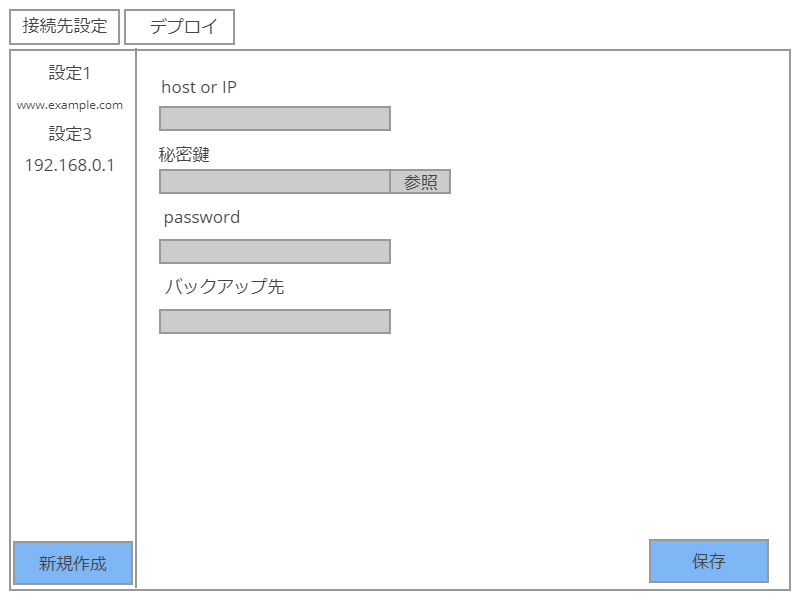 接続先設定
デプロイ
設定1
www.example.com
設定3
192.168.0.1
新規作成
host or IP
秘密鍵
参照
password
バックアップ先
保存